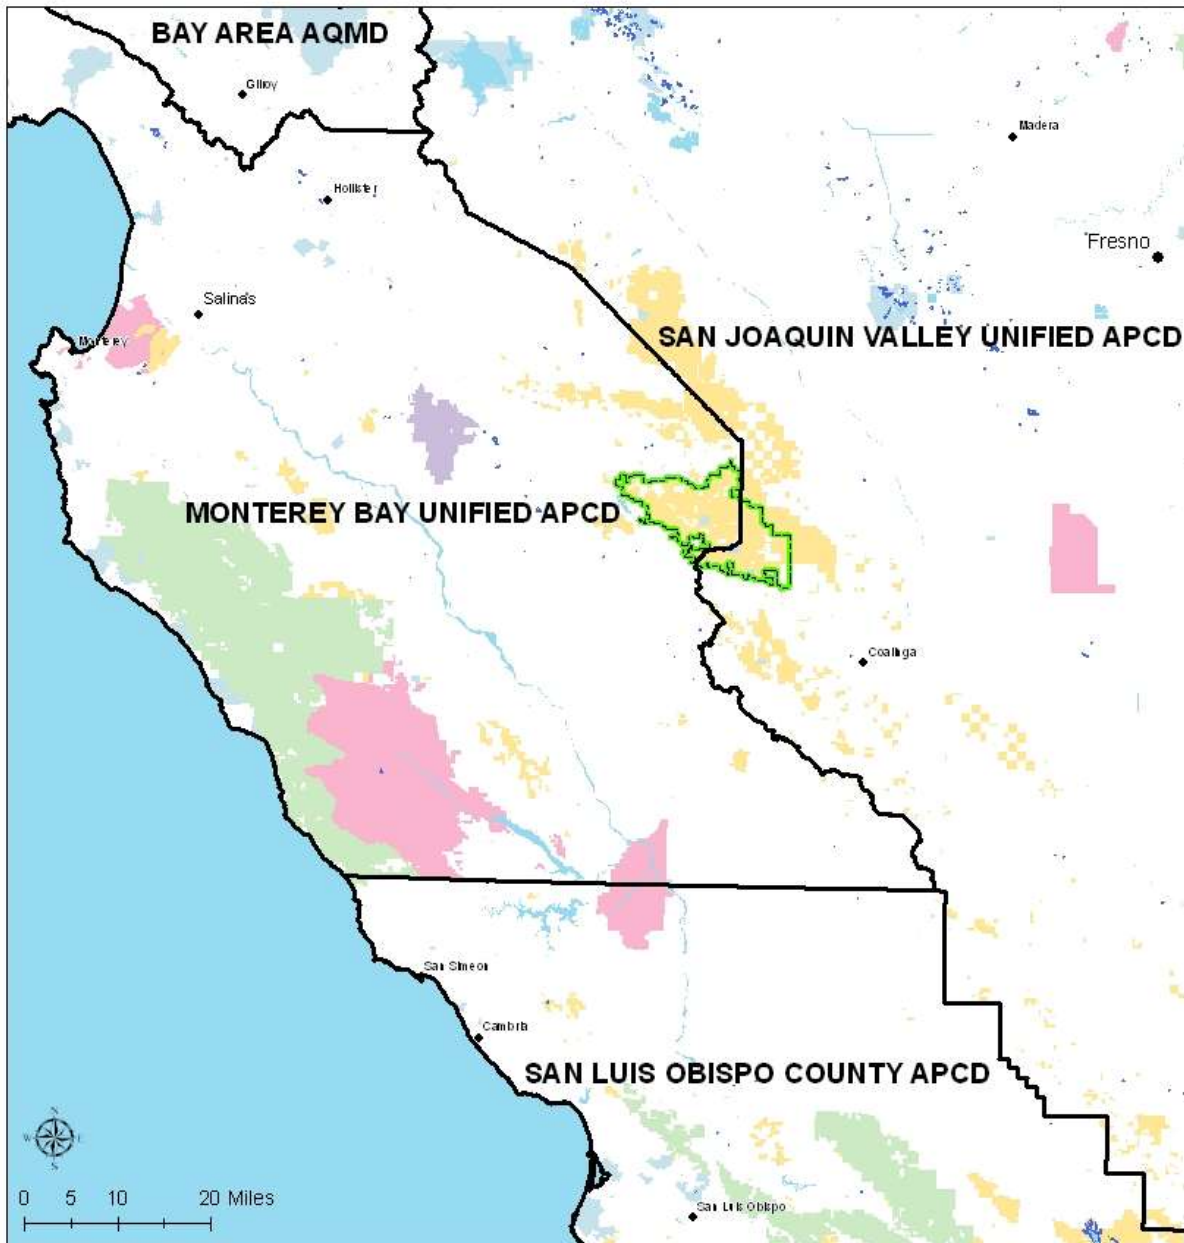 BAY AREA AQMD
Gilroy
Madera
Hollister
Fresno
Salinas
SAN JOAQUIN VALLEY UNIFIED APCD
Monterey
MONTEREY BAY UNIFIED APCD
Coalinga
San Simeon
Cambria
SAN LUIS OBISPO COUNTY APCD
N
W E
S
0 5 10 20 Miles
San Luis Obispo